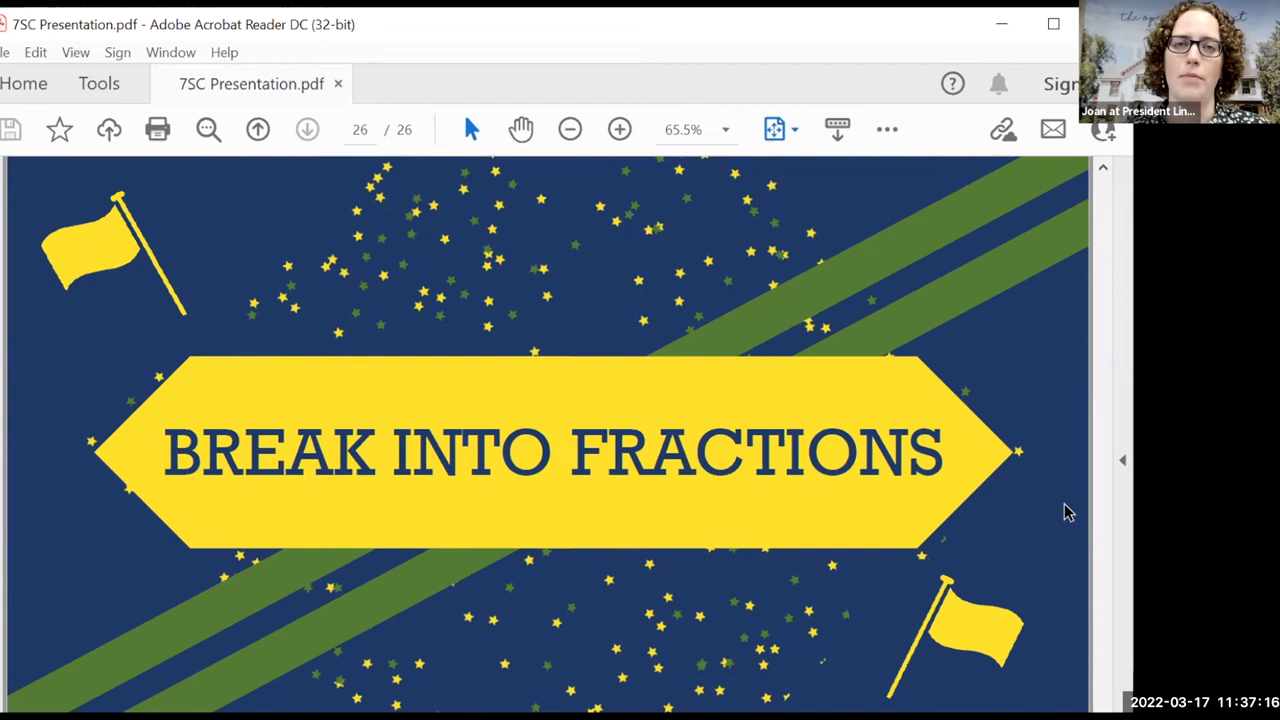 7SC Presentation.pdf - Adobe Acrobat Reader DC (32-bit)
le Edit View Sign Window Help
Home Tools 7SC Presentation.pdf × Sign
26 / 26 65.5%
Joan at President Lin...
BREAK INTO FRACTIONS
2022-03-17 11:37:16